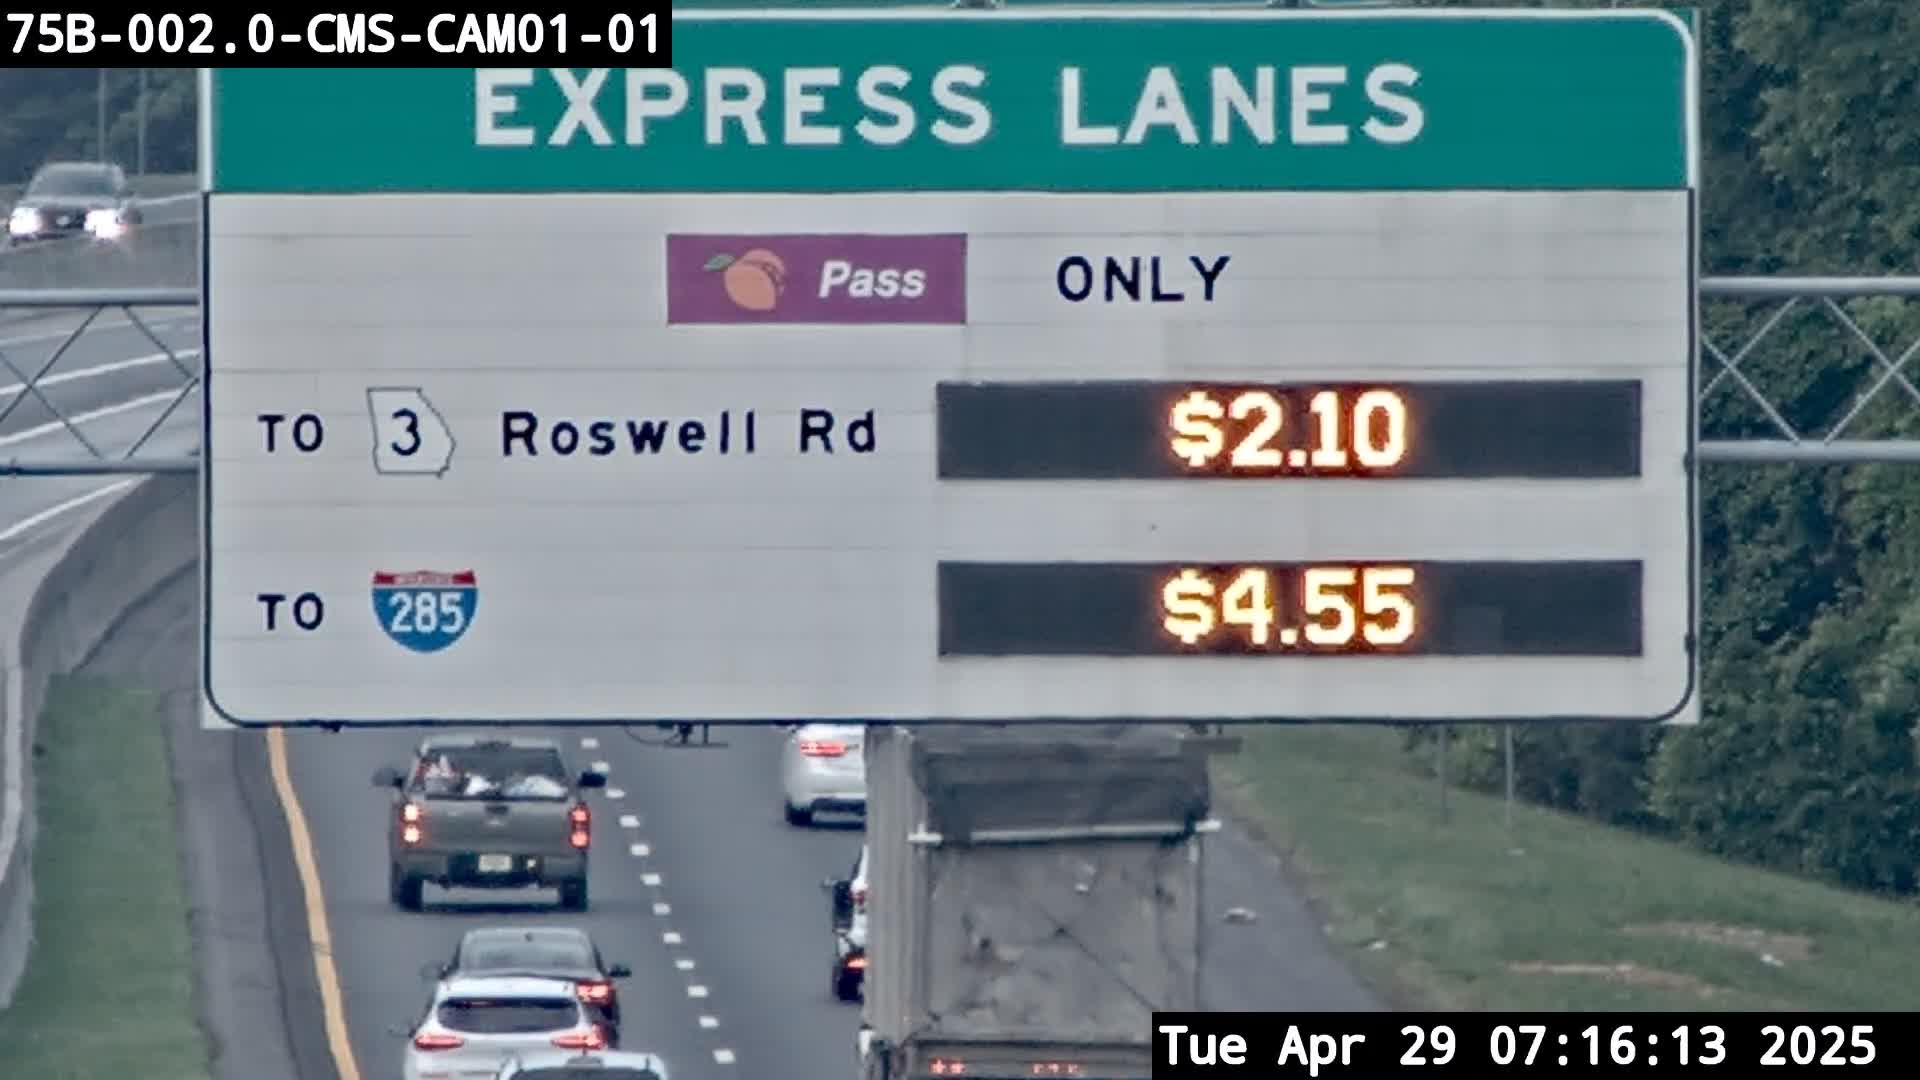 75B-002.0-CMS-CAM01-01
EXPRESS LANES
Pass ONLY
TO 3 Roswell Rd $2.10
TO 285 $4.55
Tue Apr 29 07:16:13 2025